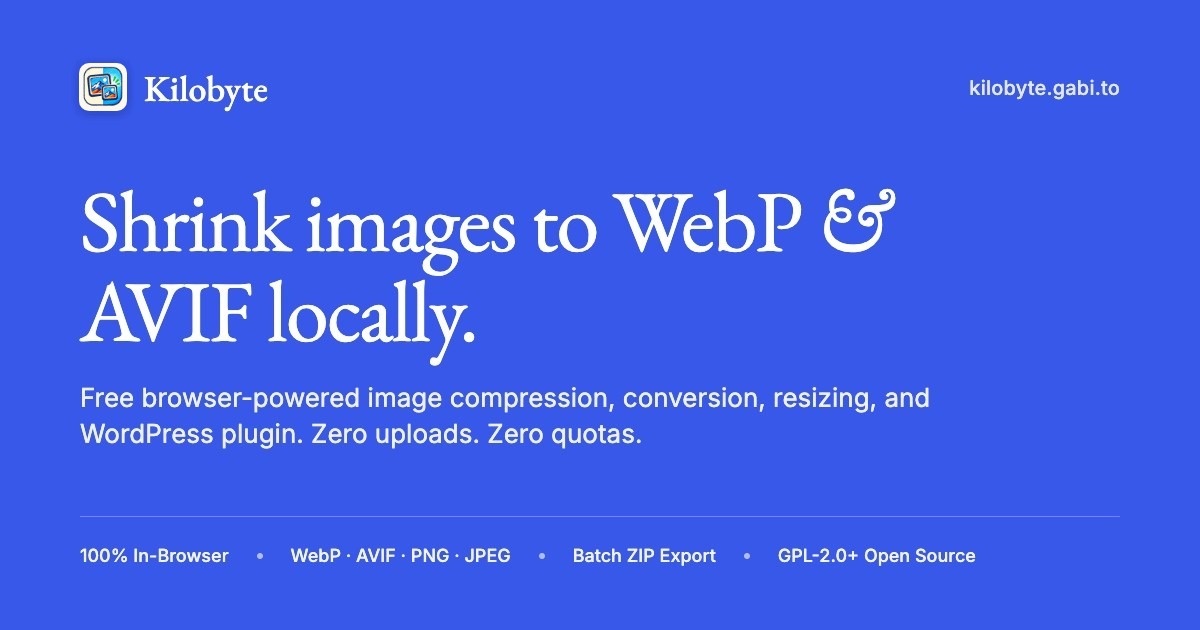 Kilobyte
kilobyte.gabi.to
Shrink images to WebP &
AVIF locally.
Free browser-powered image compression, conversion, resizing, and
WordPress plugin. Zero uploads. Zero quotas.
100% In-Browser • WebP · AVIF · PNG · JPEG • Batch ZIP Export • GPL-2.0+ Open Source